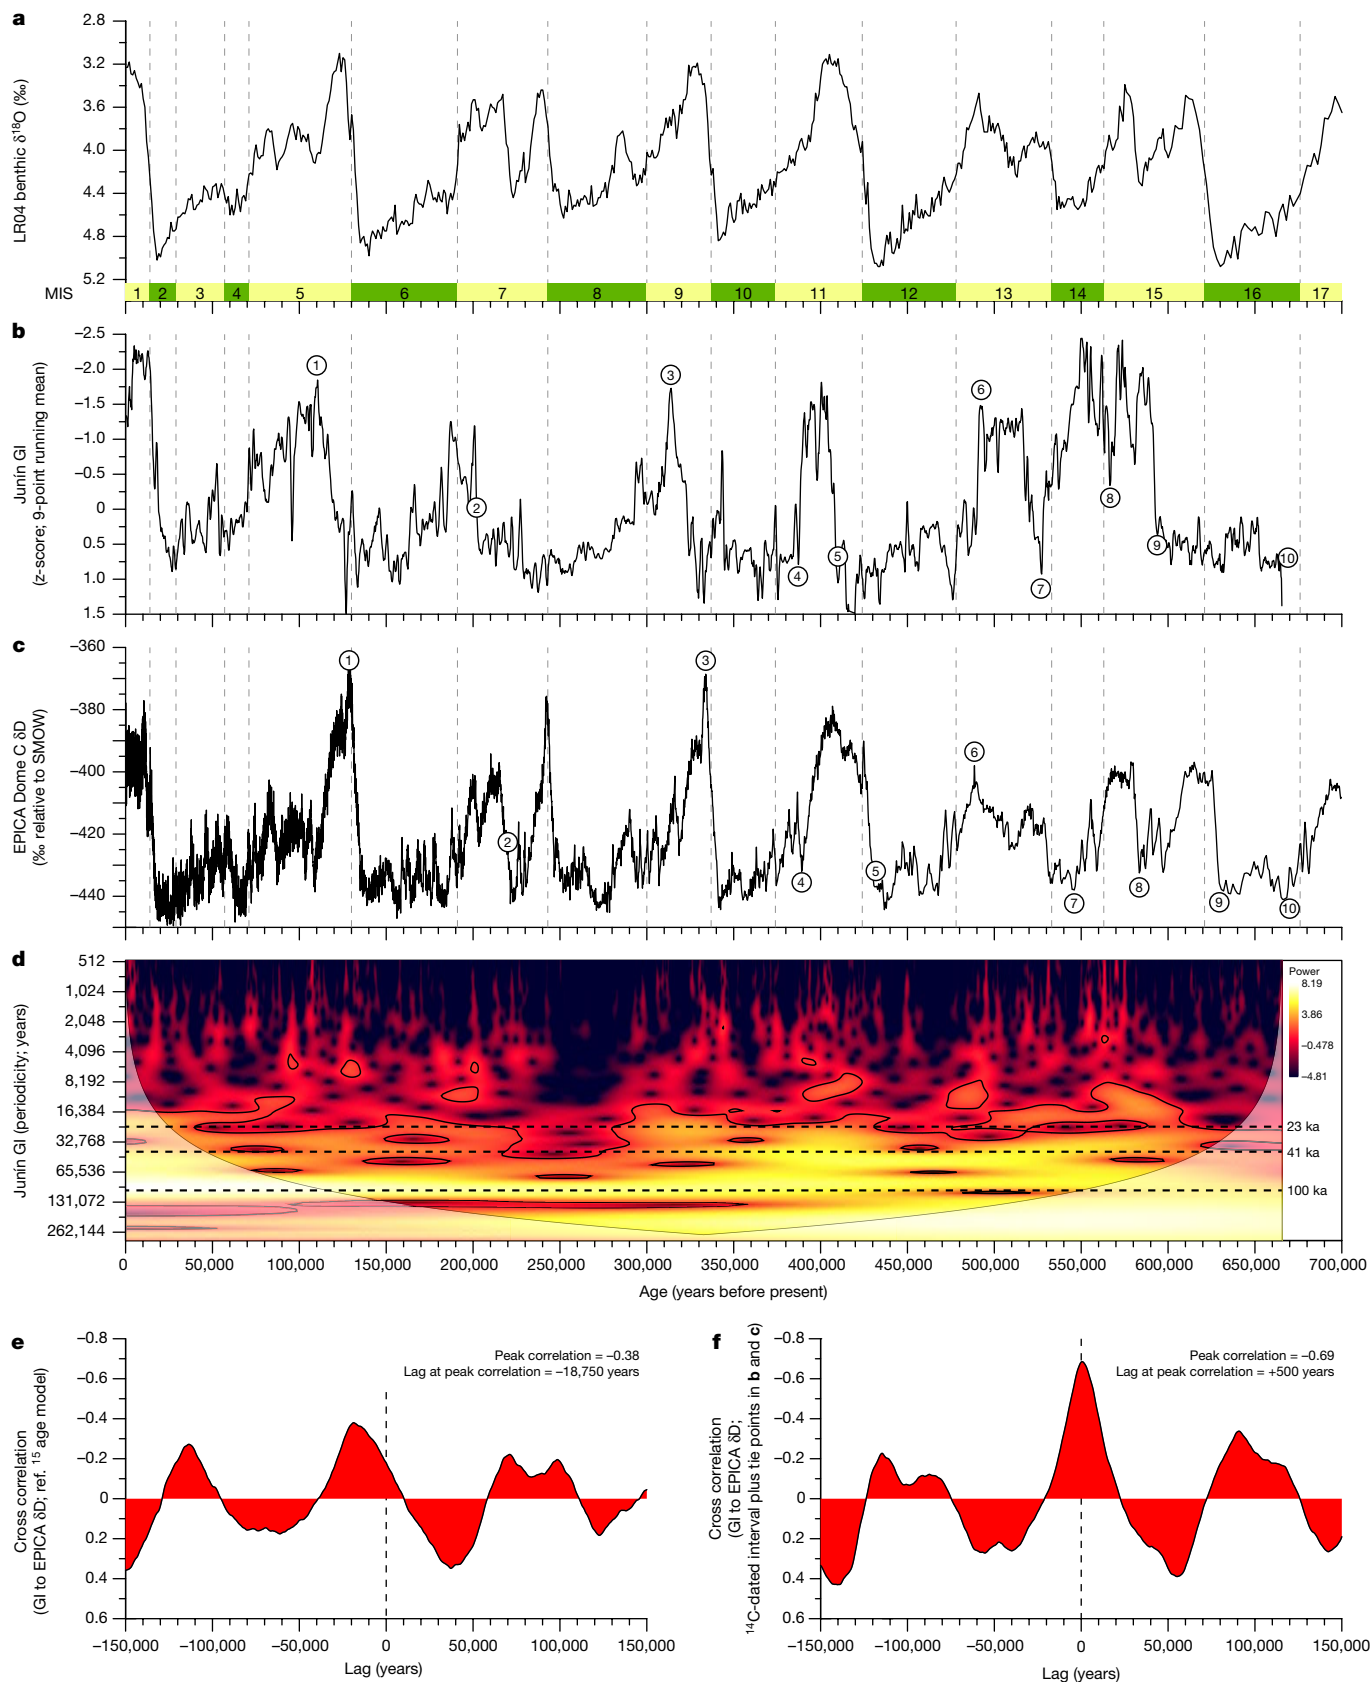 a
2.8
3.2
3.6
4.0
4.4
4.8
5.2
LR04 benthic δ¹⁸O (‰)
MIS
1 2 3 4 5 6 7 8 9 10 11 12 13 14 15 16 17
b
–2.5
–2.0
–1.5
–1.0
–0.5
0
0.5
1.0
1.5
Junín GI
(z-score; 9-point running mean)
1 2 3 4 5 6 7 8 9 10
c
–360
–380
–400
–420
–440
EPICA Dome C δD
(‰ relative to SMOW)
1 2 3 4 5 6 7 8 9 10
d
512
1,024
2,048
4,096
8,192
16,384
32,768
65,536
131,072
262,144
Junín GI (periodicity; years)
Power
8.19
3.86
–0.478
–4.81
23 ka
41 ka
100 ka
0 50,000 100,000 150,000 200,000 250,000 300,000 350,000 400,000 450,000 500,000 550,000 600,000 650,000 700,000
Age (years before present)
e
–0.8
–0.6
–0.4
–0.2
0
0.2
0.4
0.6
Cross correlation
(GI to EPICA δD; ref. ¹⁵ age model)
Peak correlation = –0.38
Lag at peak correlation = –18,750 years
–150,000 –100,000 –50,000 0 50,000 100,000 150,000
Lag (years)
f
–0.8
–0.6
–0.4
–0.2
0
0.2
0.4
0.6
Cross correlation
(GI to EPICA δD;
¹⁴C-dated interval plus tie points in b and c)
Peak correlation = –0.69
Lag at peak correlation = +500 years
–150,000 –100,000 –50,000 0 50,000 100,000 150,000
Lag (years)